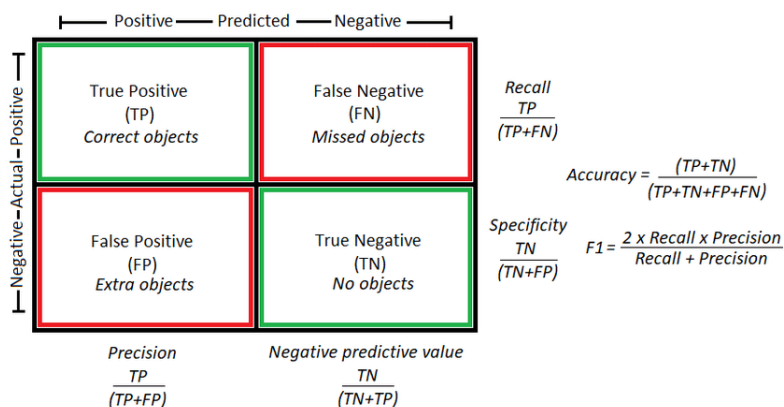 Positive Predicted Negative
Negative Actual Positive
True Positive
(TP)
Correct objects
False Negative
(FN)
Missed objects
Recall
TP
(TP+FN)
Accuracy = (TP+TN)
(TP+TN+FP+FN)
False Positive
(FP)
Extra objects
True Negative
(TN)
No objects
Specificity
TN
(TN+FP)
F1 = 2 x Recall x Precision
Recall + Precision
Precision
TP
(TP+FP)
Negative predictive value
TN
(TN+TP)